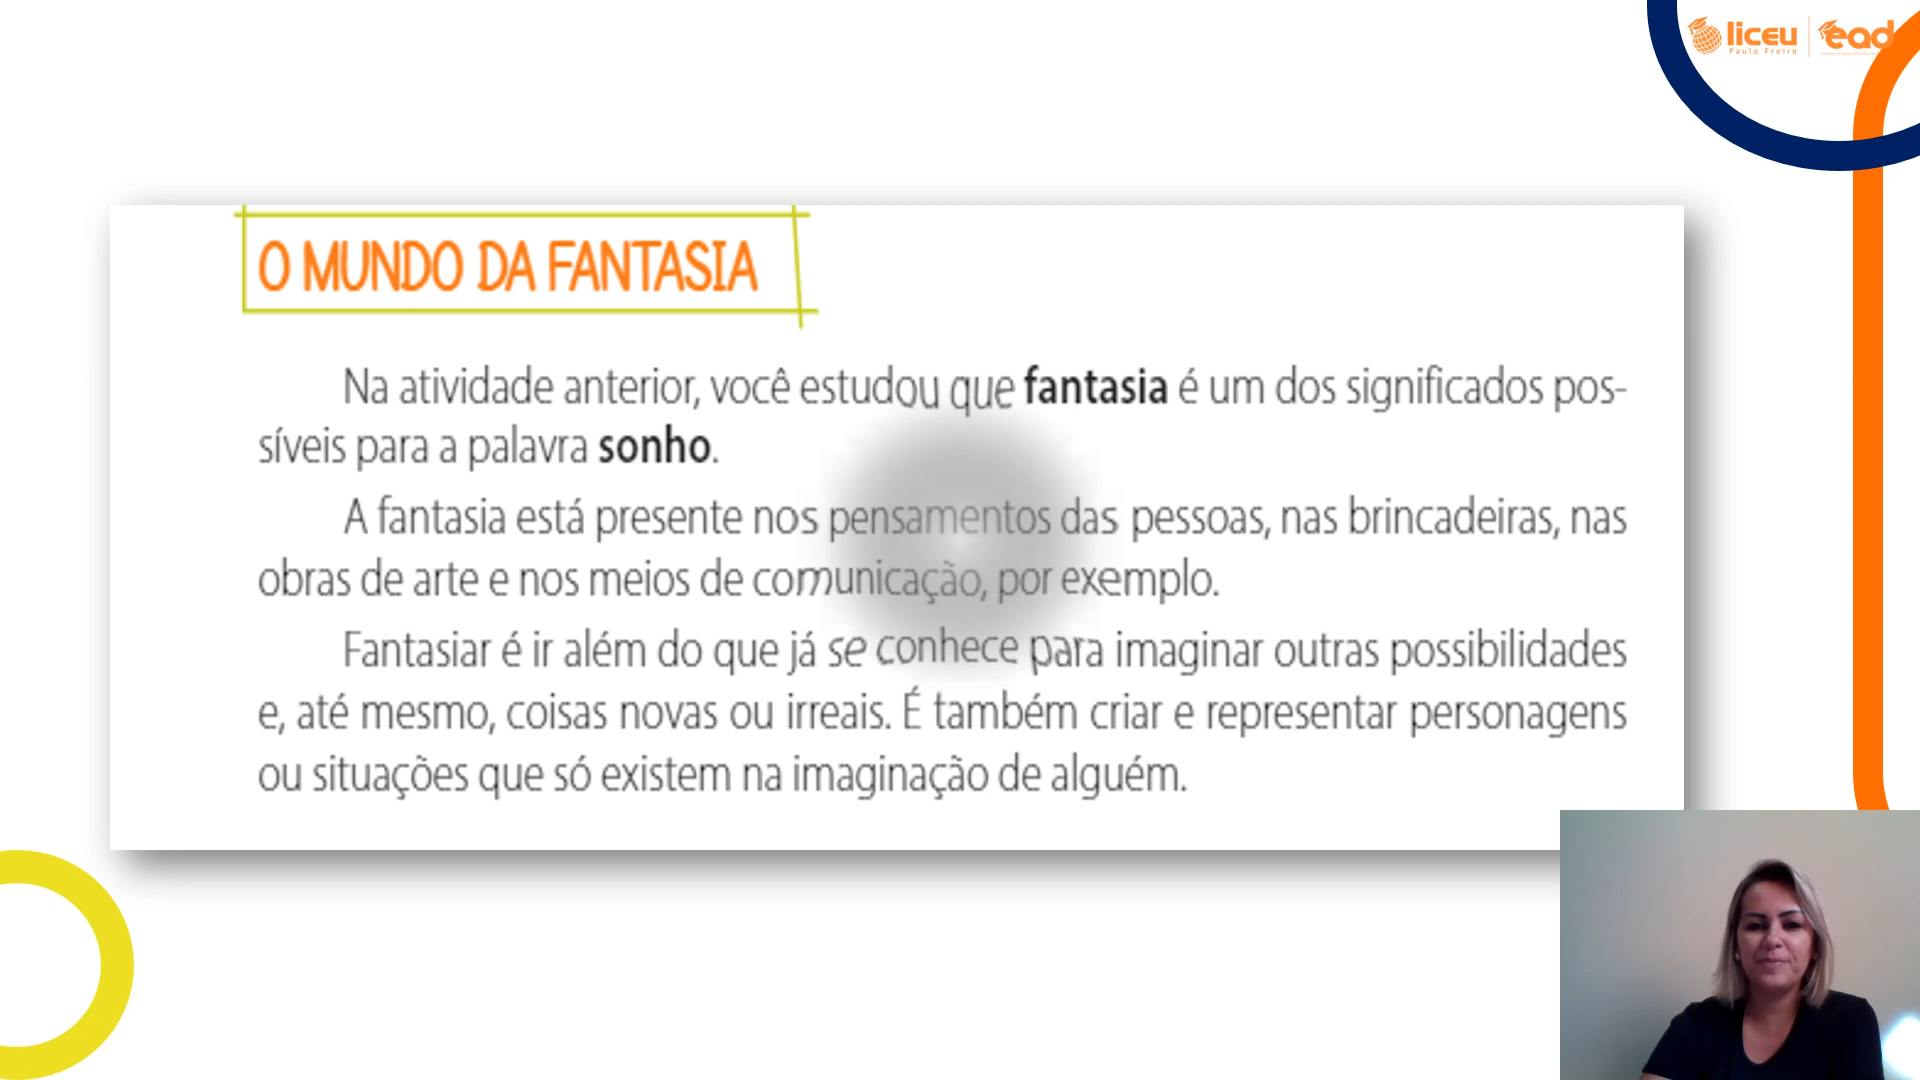 liceu
Paulo Freire
ead
O MUNDO DA FANTASIA
Na atividade anterior, você estudou que fantasia é um dos significados pos-
síveis para a palavra sonho.
A fantasia está presente nos pensamentos das pessoas, nas brincadeiras, nas
obras de arte e nos meios de comunicação, por exemplo.
Fantasiar é ir além do que já se conhece para imaginar outras possibilidades
e, até mesmo, coisas novas ou irreais. É também criar e representar personagens
ou situações que só existem na imaginação de alguém.